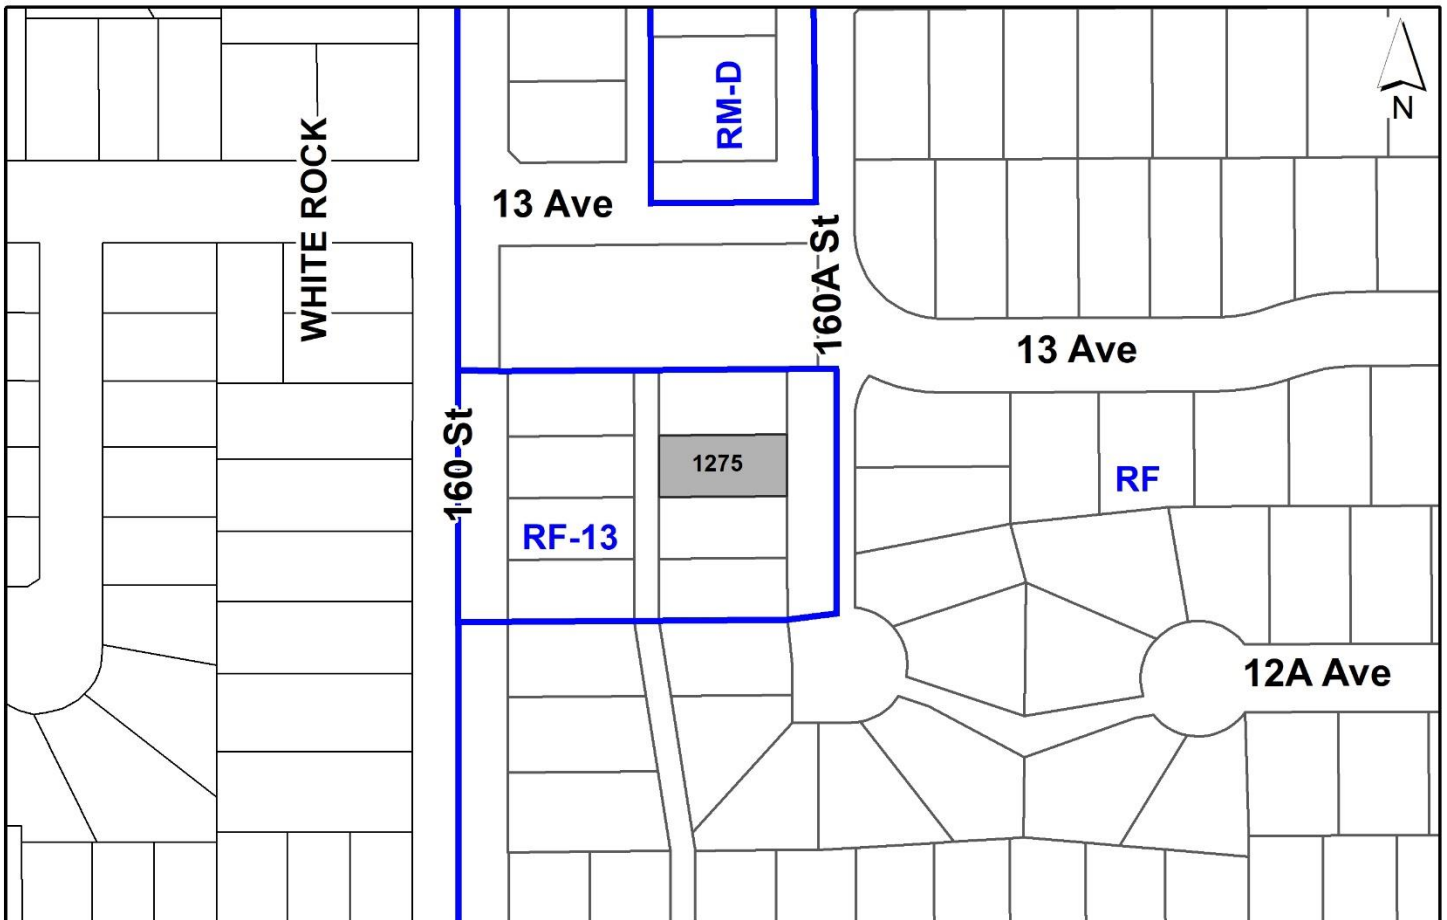 RM-D
N
WHITE ROCK
13 Ave
160A St
13 Ave
160 St
1275
RF
RF-13
12A Ave